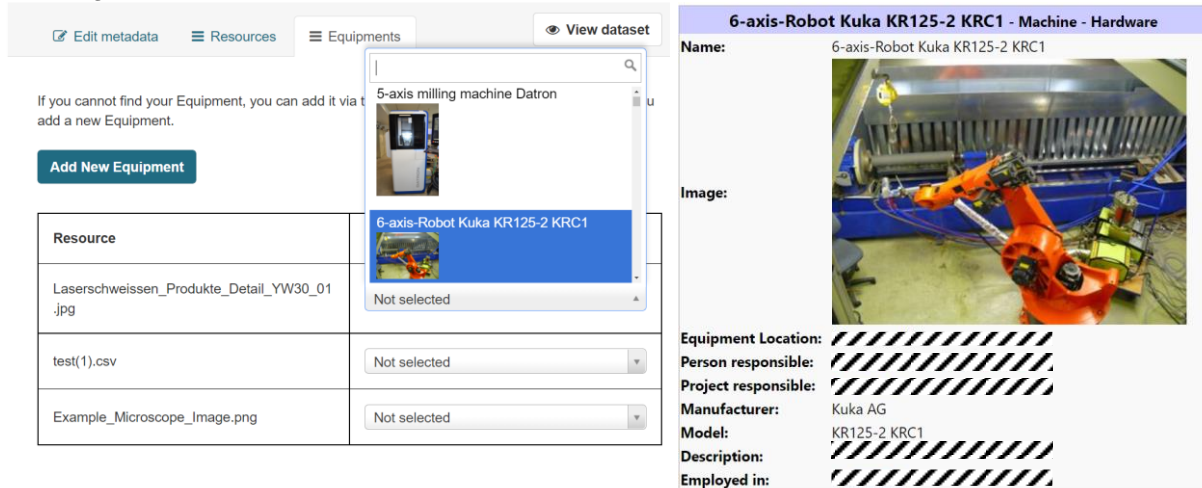 Edit metadata
Resources
Equipments
View dataset
If you cannot find your Equipment, you can add it via t
u
add a new Equipment.
Add New Equipment
Resource
Laserschweissen_Produkte_Detail_YW30_01
.jpg
test(1).csv
Example_Microscope_Image.png
5-axis milling machine Datron
6-axis-Robot Kuka KR125-2 KRC1
Not selected
Not selected
Not selected
6-axis-Robot Kuka KR125-2 KRC1 - Machine - Hardware
Name: 6-axis-Robot Kuka KR125-2 KRC1
Image:
Equipment Location:
Person responsible:
Project responsible:
Manufacturer: Kuka AG
Model: KR125-2 KRC1
Description:
Employed in: